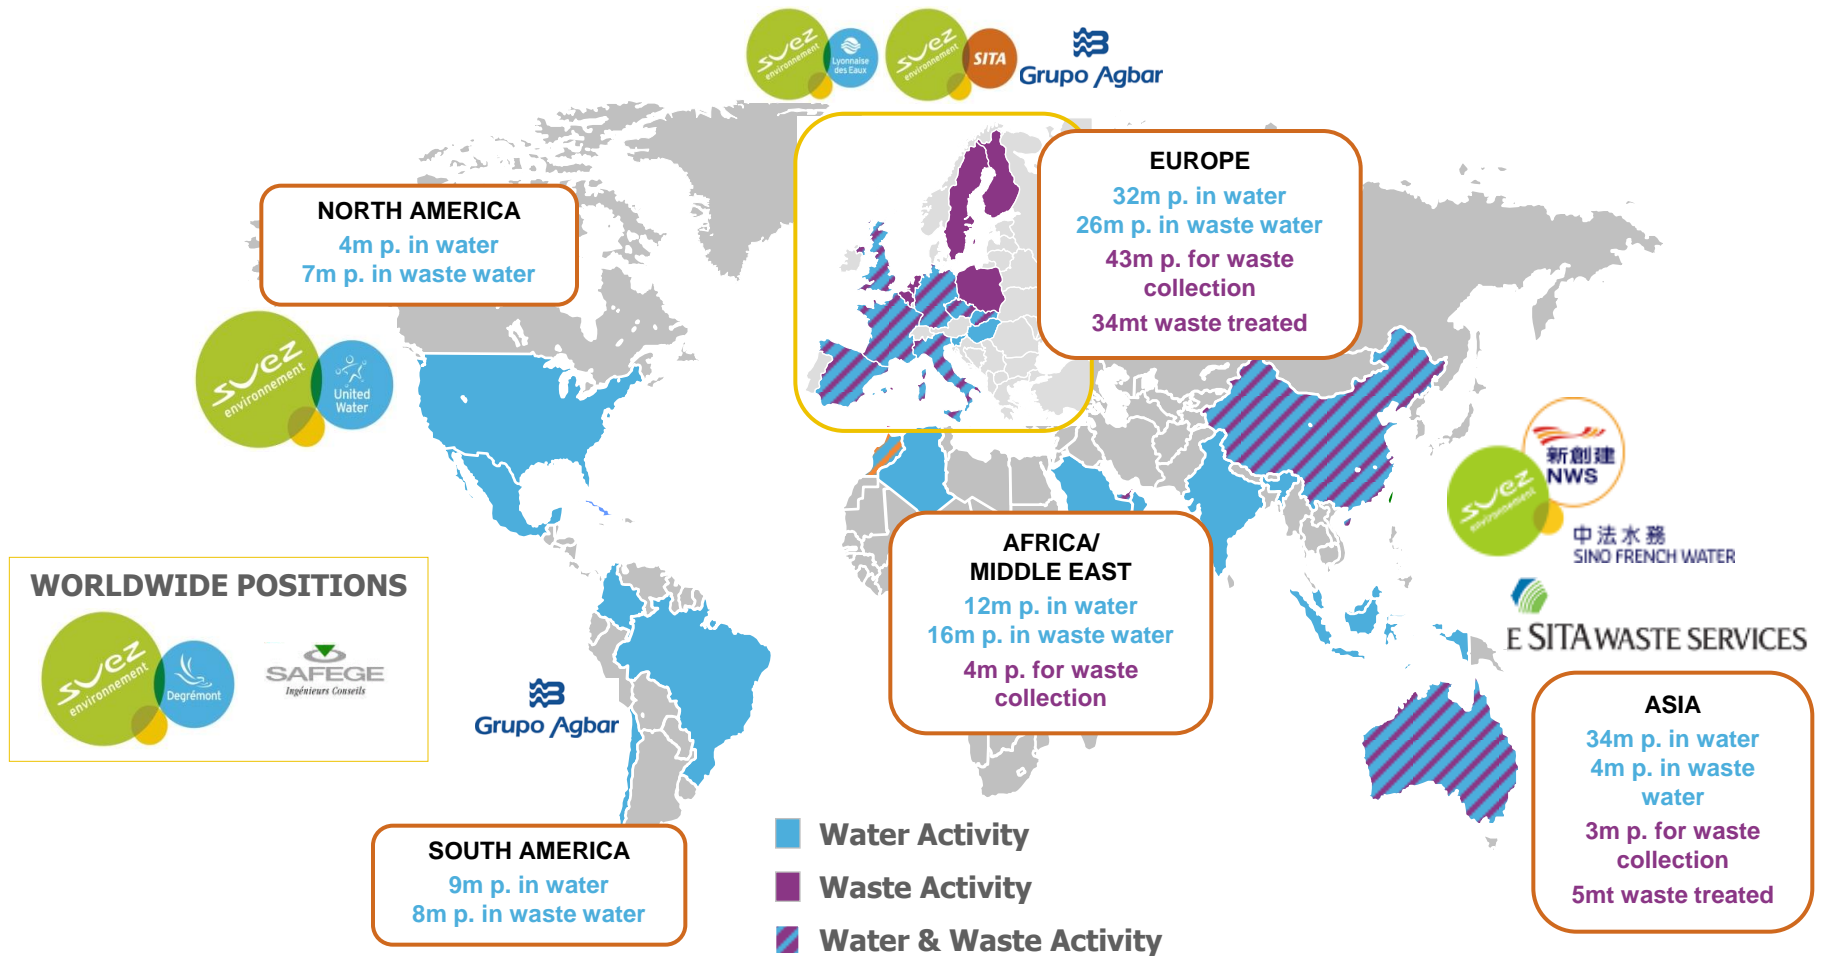 suez
environnement
Lyonnaise
des Eaux
suez
environnement
SITA
Grupo Agbar
EUROPE
32m p. in water
26m p. in waste water
43m p. for waste
collection
34mt waste treated
NORTH AMERICA
4m p. in water
7m p. in waste water
suez
environnement
United
Water
新創建
NWS
suez
environnement
中法水務
SINO FRENCH WATER
E SITA WASTE SERVICES
AFRICA/
MIDDLE EAST
12m p. in water
16m p. in waste water
4m p. for waste
collection
WORLDWIDE POSITIONS
suez
environnement
Degrémont
SAFEGE
Ingénieurs Conseils
Grupo Agbar
ASIA
34m p. in water
4m p. in waste
water
3m p. for waste
collection
5mt waste treated
SOUTH AMERICA
9m p. in water
8m p. in waste water
Water Activity
Waste Activity
Water & Waste Activity